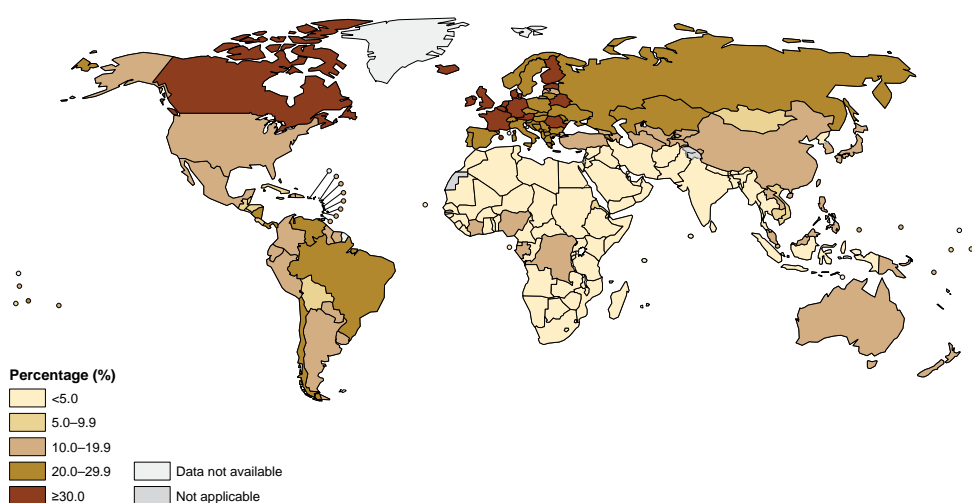 Percentage (%)
<5.0
5.0–9.9
10.0–19.9
20.0–29.9
≥30.0
Data not available
Not applicable